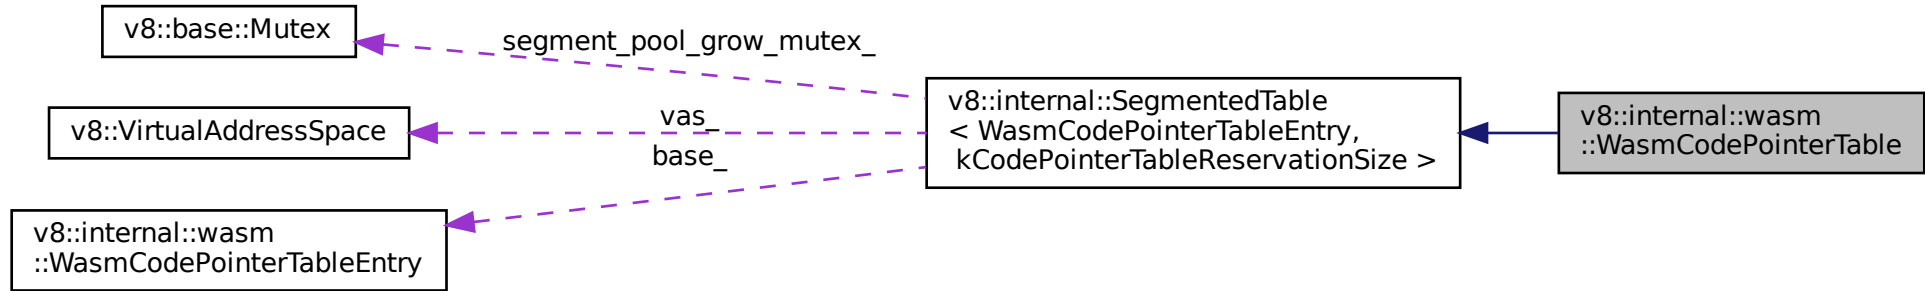 v8::base::Mutex
segment_pool_grow_mutex_
v8::VirtualAddressSpace
vas_
base_
v8::internal::wasm
::WasmCodePointerTableEntry
v8::internal::SegmentedTable
< WasmCodePointerTableEntry,
kCodePointerTableReservationSize >
v8::internal::wasm
::WasmCodePointerTable